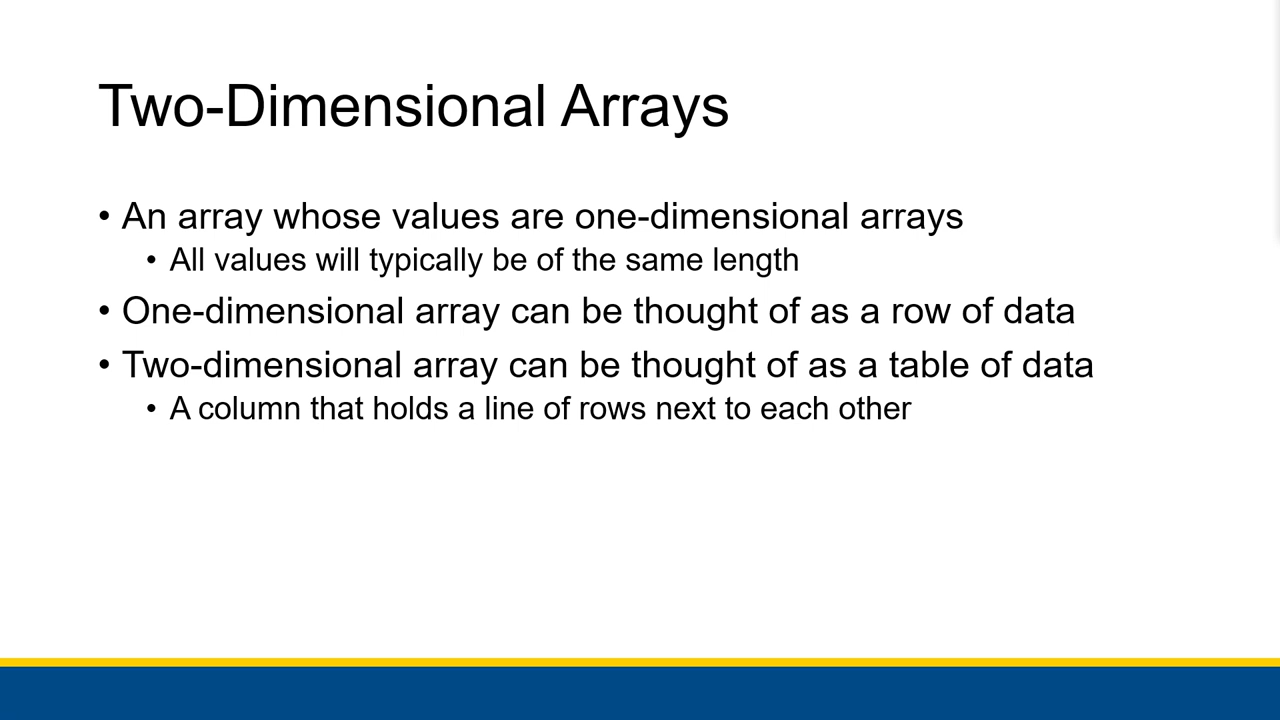 Two-Dimensional Arrays
• An array whose values are one-dimensional arrays
• All values will typically be of the same length
• One-dimensional array can be thought of as a row of data
• Two-dimensional array can be thought of as a table of data
• A column that holds a line of rows next to each other